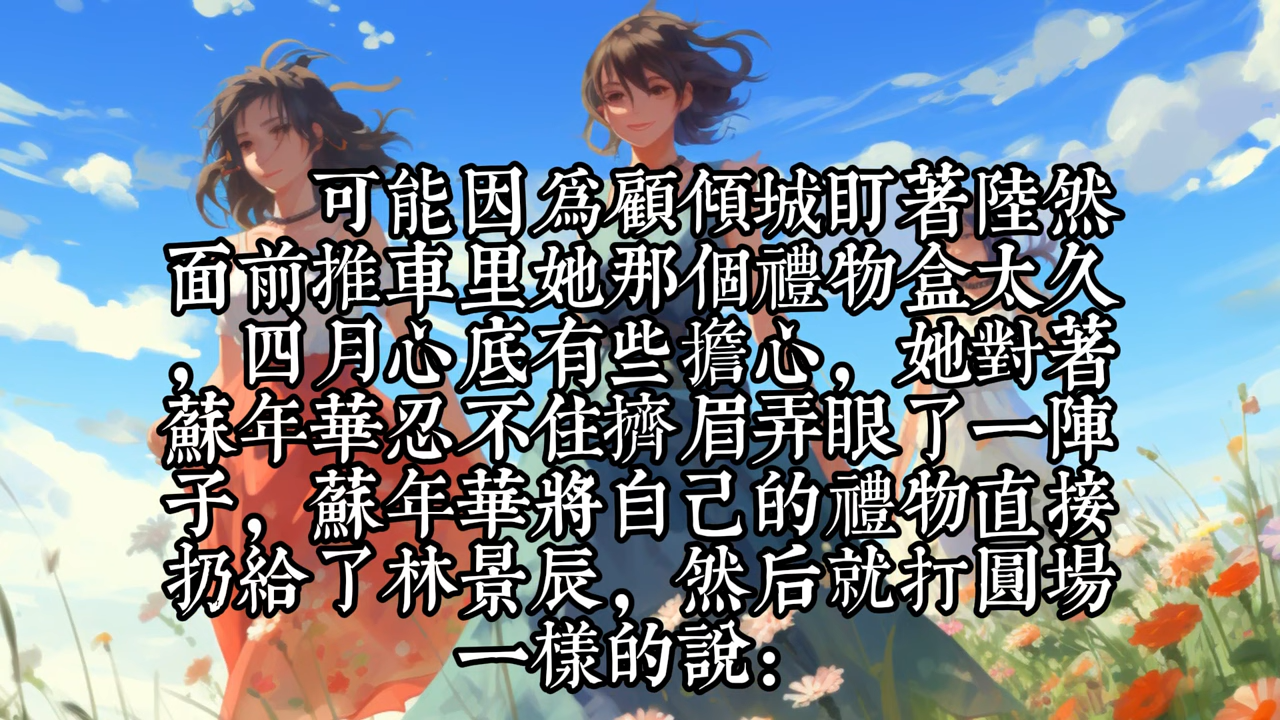 可能因爲顧傾城盯著陸然
面前推車里她那個禮物盒太久
，四月心底有些擔心，她對著
蘇年華忍不住擠眉弄眼了一陣
子，蘇年華將自己的禮物直接
扔給了林景辰，然后就打圓場
一樣的說：